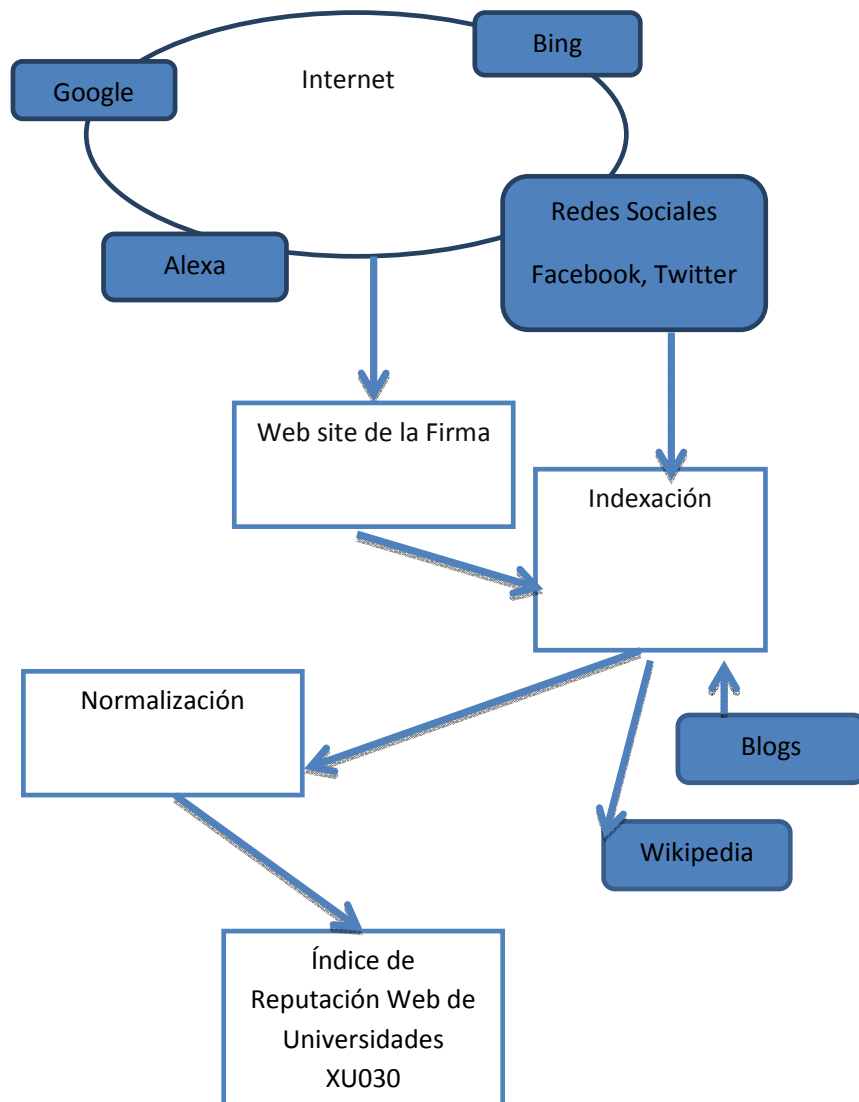 Bing
Internet
Google
Redes Sociales
Facebook, Twitter
Alexa
Web site de la Firma
Indexación
Normalización
Blogs
Wikipedia
Índice de
Reputación Web de
Universidades
XU030